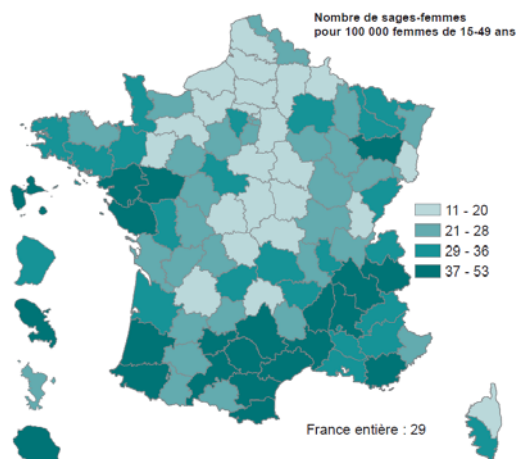 Nombre de sages-femmes
pour 100 000 femmes de 15-49 ans
11 - 20
21 - 28
29 - 36
37 - 53
France entière : 29